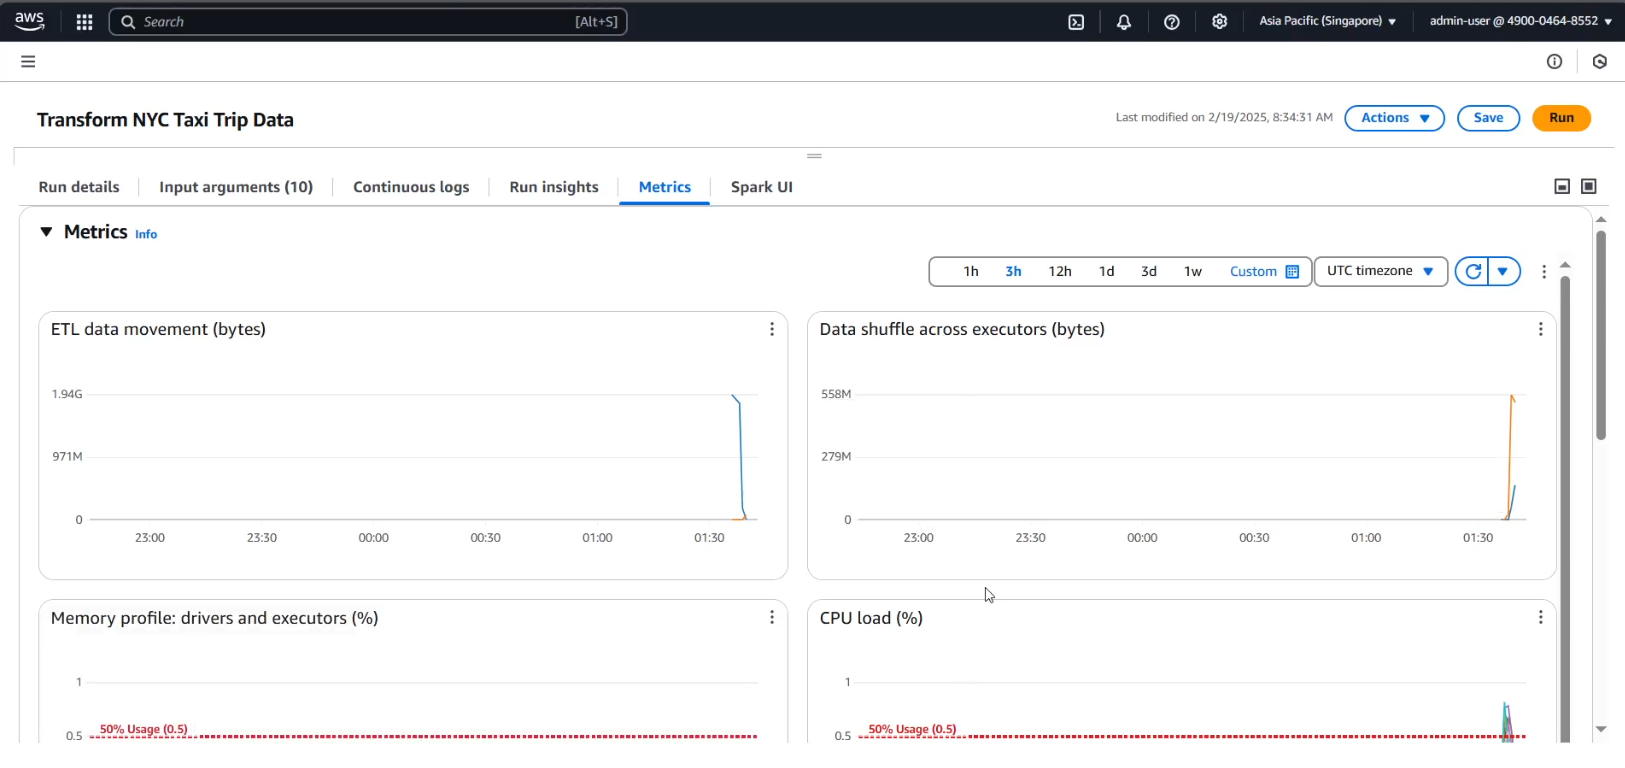 aws Search [Alt+S] Asia Pacific (Singapore) admin-user @ 4900-0464-8552
Transform NYC Taxi Trip Data
Last modified on 2/19/2025, 8:34:31 AM Actions Save Run
Run details Input arguments (10) Continuous logs Run insights Metrics Spark UI
Metrics Info
1h 3h 12h 1d 3d 1w Custom UTC timezone
ETL data movement (bytes)
1.94G
971M
0
23:00 23:30 00:00 00:30 01:00 01:30
Data shuffle across executors (bytes)
558M
279M
0
23:00 23:30 00:00 00:30 01:00 01:30
Memory profile: drivers and executors (%)
1
50% Usage (0.5)
0.5
CPU load (%)
1
50% Usage (0.5)
0.5